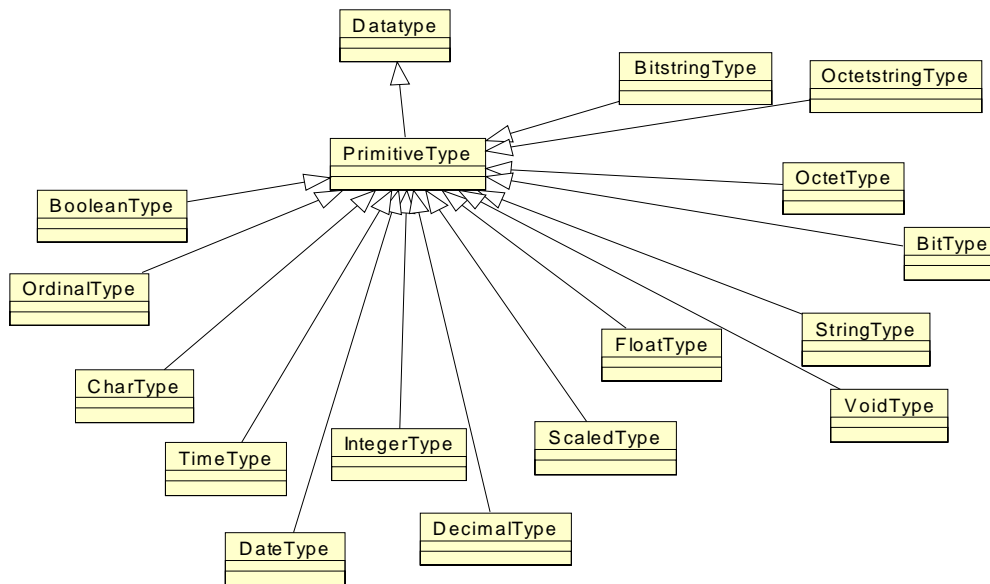 Datatype
BitstringType
OctetstringType
PrimitiveType
OctetType
BooleanType
BitType
OrdinalType
StringType
FloatType
CharType
VoidType
IntegerType
ScaledType
TimeType
DecimalType
DateType